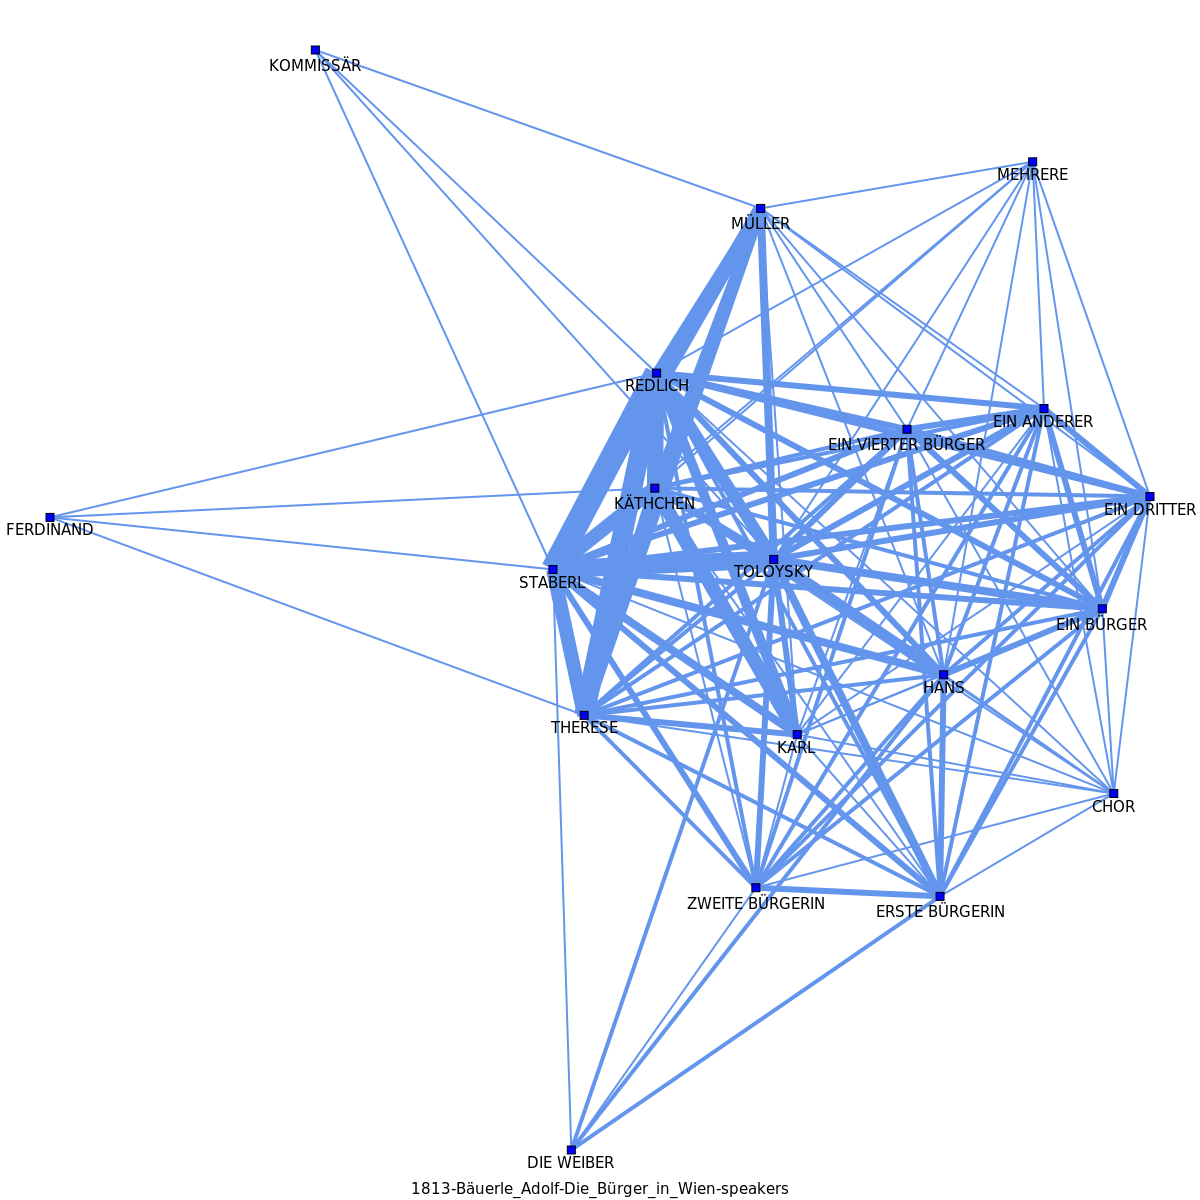 KOMMISSÄR
MEHRERE
MÜLLER
REDLICH
EIN ANDERER
EIN VIERTER BÜRGER
KÄTHCHEN
EIN DRITTER
FERDINAND
TOLOYSKY
STABERL
EIN BÜRGER
HANS
THERESE
KARL
CHOR
ZWEITE BÜRGERIN
ERSTE BÜRGERIN
DIE WEIBER
1813-Bäuerle_Adolf-Die_Bürger_in_Wien-speakers